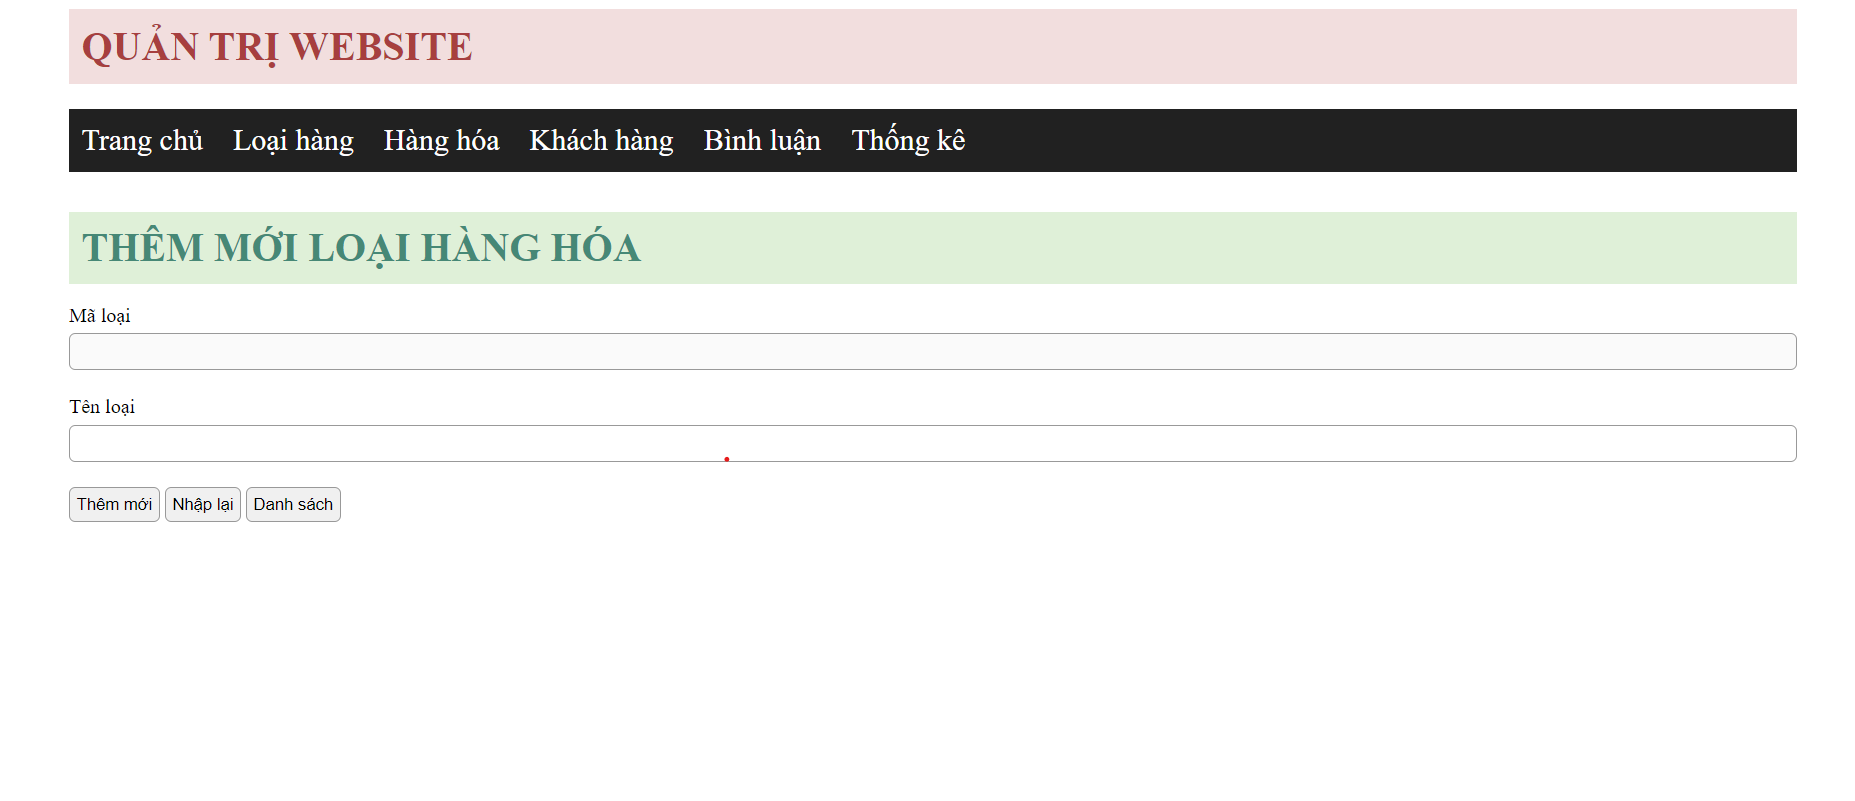 QUẢN TRỊ WEBSITE
Trang chủ Loại hàng Hàng hóa Khách hàng Bình luận Thống kê
THÊM MỚI LOẠI HÀNG HÓA
Mã loại
Tên loại
Thêm mới Nhập lại Danh sách